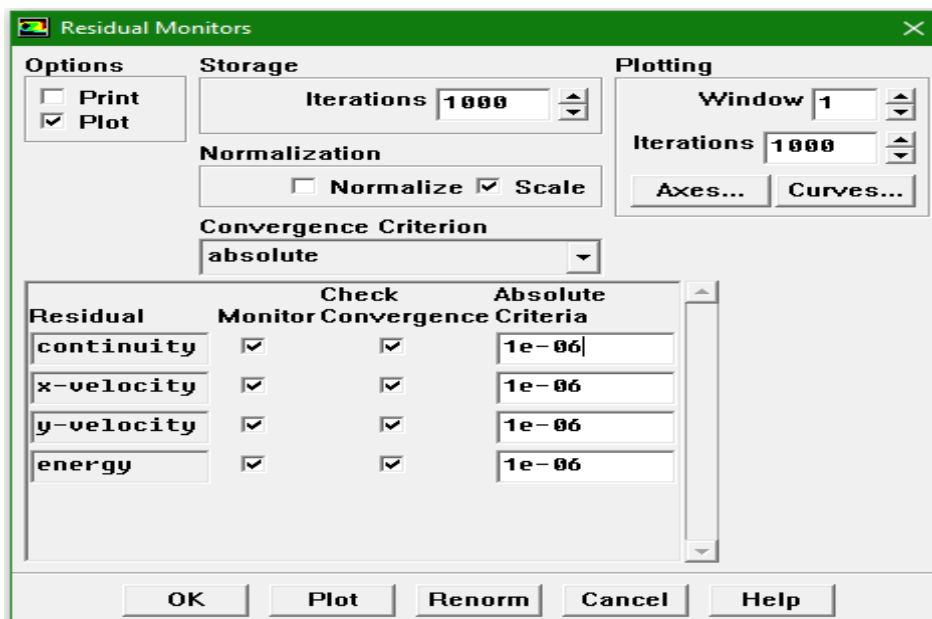 Residual Monitors
Options
Print
Plot
Storage
Iterations 1000
Normalization
Normalize Scale
Convergence Criterion
absolute
Plotting
Window 1
Iterations 1000
Axes... Curves...
Residual Monitor Check Convergence Absolute Criteria
continuity 1e-06
x-velocity 1e-06
y-velocity 1e-06
energy 1e-06
OK Plot Renorm Cancel Help